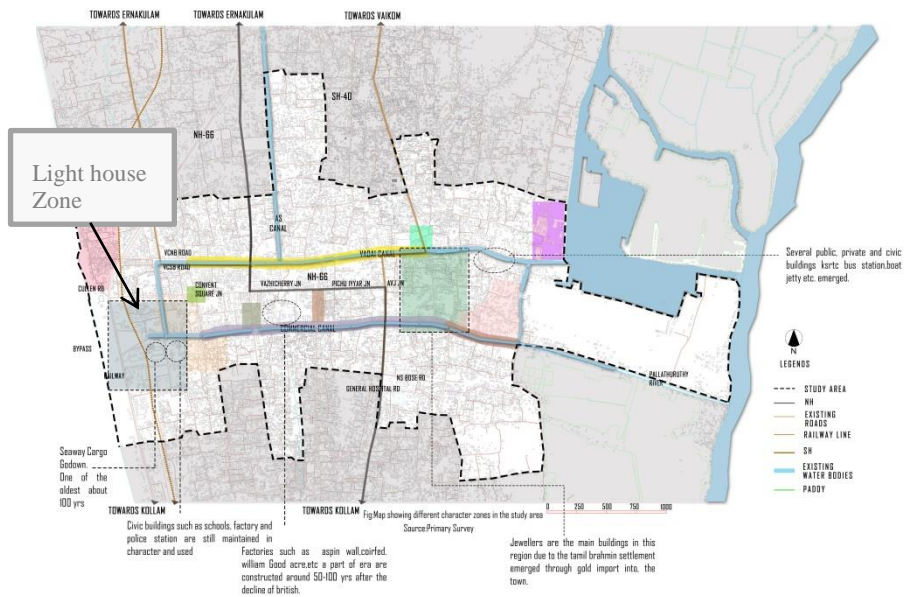 TOWARDS ERNAKULAM
TOWARDS ERNAKULAM
TOWARDS VAIKOM
SH-40
NH-66
Light house
Zone
AS
CANAL
VCNB ROAD
VCSB ROAD
VADAI CANAL
NH-66
CULLEN RD
CONVENT
SQUARE JN
VAZHICHERRY JN
PICHU IYYAR JN
AVJ JN
COMMERCIAL CANAL
BYPASS
RAILWAY
NS BOSE RD
GENERAL HOSPITAL RD
PALLATHURUTHY
RIVER
Several public, private and civic
buildings ksrtc bus station,boat
jetty etc. emerged.
N
LEGENDS
STUDY AREA
NH
EXISTING
ROADS
RAILWAY LINE
SH
EXISTING
WATER BODIES
PADDY
Seaway Cargo
Godown.
One of the
oldest about
100 yrs
TOWARDS KOLLAM
TOWARDS KOLLAM
Fig:Map showing different character zones in the study area
Source:Primary Survey
0 250 500 750 1000
Civic buildings such as schools, factory and
police station are still maintained in
character and used
Factories such as aspin wall,coirfed,
william Good acre,etc a part of era are
constructed around 50-100 yrs after the
decline of british.
Jewellers are the main buildings in this
region due to the tamil brahmin settlement
emerged through gold import into, the
town.